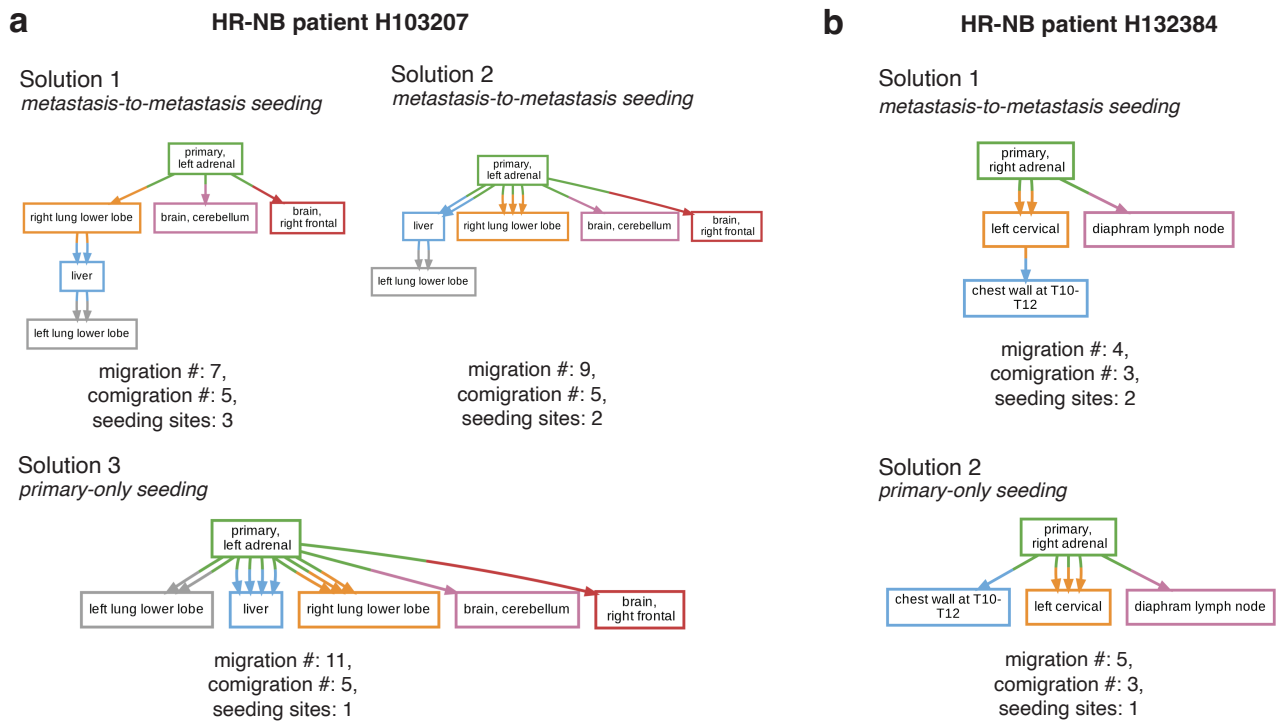 a
HR-NB patient H103207
Solution 1
metastasis-to-metastasis seeding
primary,
left adrenal
right lung lower lobe
brain, cerebellum
brain,
right frontal
liver
left lung lower lobe
migration #: 7,
comigration #: 5,
seeding sites: 3
Solution 2
metastasis-to-metastasis seeding
primary,
left adrenal
liver
right lung lower lobe
brain, cerebellum
brain,
right frontal
left lung lower lobe
migration #: 9,
comigration #: 5,
seeding sites: 2
Solution 3
primary-only seeding
primary,
left adrenal
left lung lower lobe
liver
right lung lower lobe
brain, cerebellum
brain,
right frontal
migration #: 11,
comigration #: 5,
seeding sites: 1
b
HR-NB patient H132384
Solution 1
metastasis-to-metastasis seeding
primary,
right adrenal
left cervical
diaphram lymph node
chest wall at T10-
T12
migration #: 4,
comigration #: 3,
seeding sites: 2
Solution 2
primary-only seeding
primary,
right adrenal
chest wall at T10-
T12
left cervical
diaphram lymph node
migration #: 5,
comigration #: 3,
seeding sites: 1